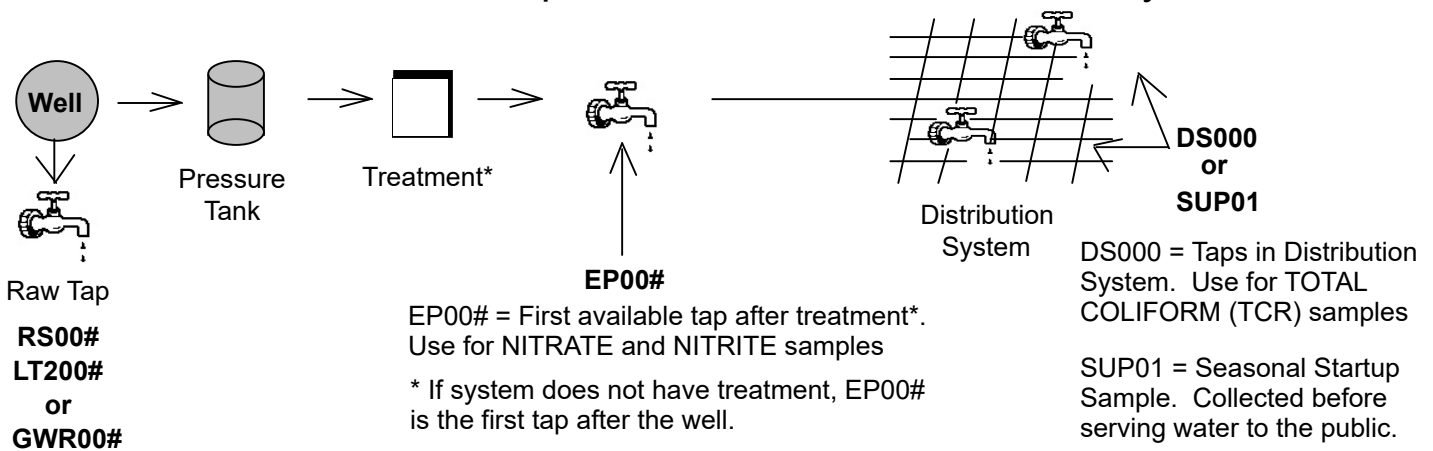 Well
Pressure
Tank
Treatment*
Raw Tap
RS00#
LT200#
or
GWR00#
EP00#
EP00# = First available tap after treatment*.
Use for NITRATE and NITRITE samples
* If system does not have treatment, EP00#
is the first tap after the well.
Distribution
System
DS000
or
SUP01
DS000 = Taps in Distribution
System. Use for TOTAL
COLIFORM (TCR) samples
SUP01 = Seasonal Startup
Sample. Collected before
serving water to the public.